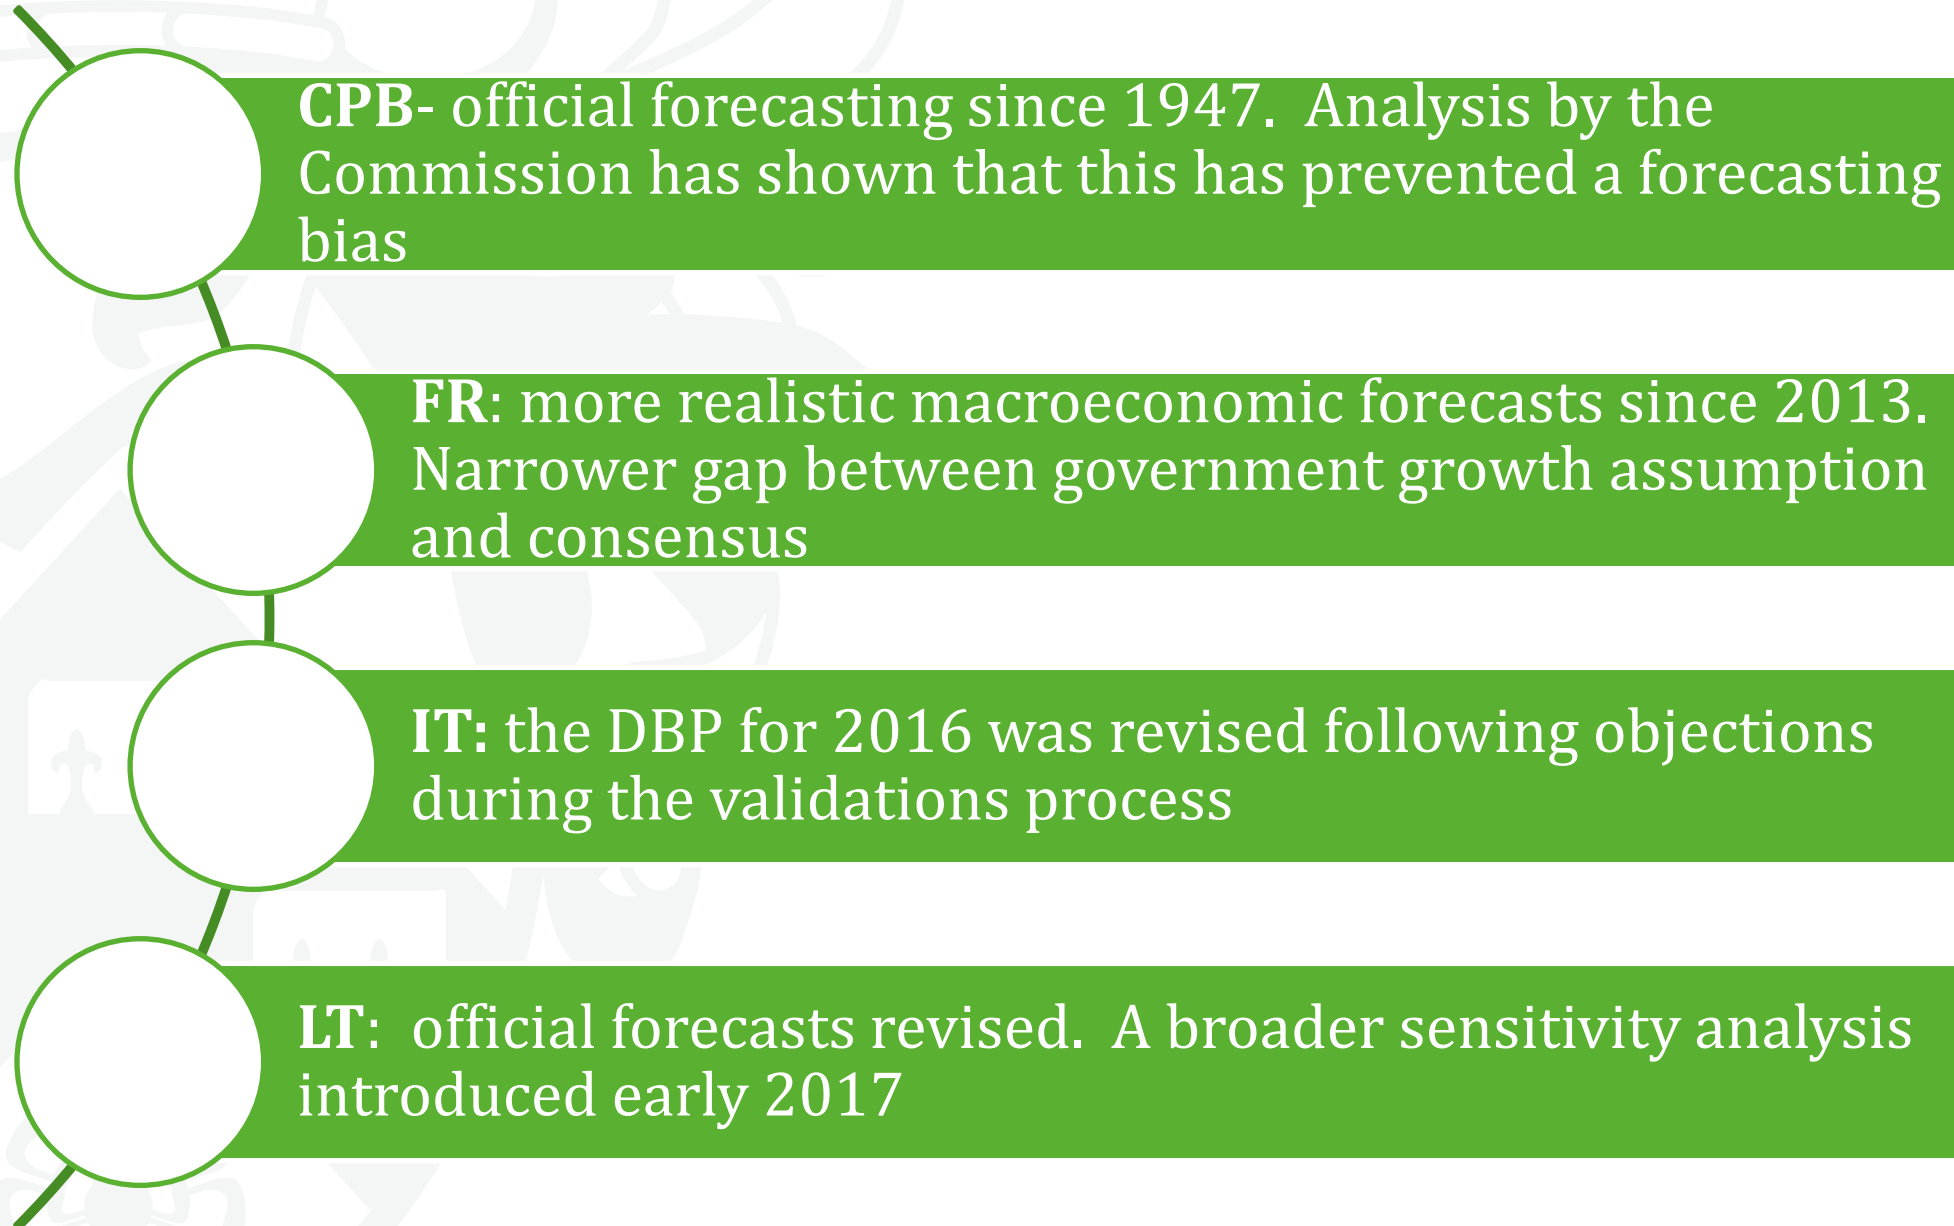 CPB- official forecasting since 1947.  Analysis by the
Commission has shown that this has prevented a forecasting
bias
FR: more realistic macroeconomic forecasts since 2013.
Narrower gap between government growth assumption
and consensus
IT: the DBP for 2016 was revised following objections
during the validations process
LT:  official forecasts revised.  A broader sensitivity analysis
introduced early 2017